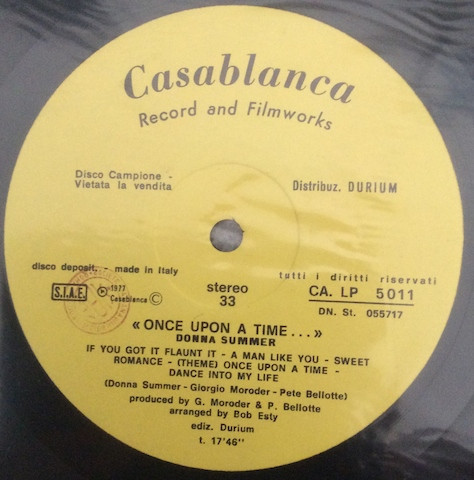 Casablanca
Record and Filmworks
Disco Campione -
Vietata la vendita
Distribuz. DURIUM
disco deposit. - made in Italy
tutti i diritti riservati
S.I.A.E.
℗ 1977
Casablanca ©
stereo
33
CA. LP 5011
DN. St. 055717
«ONCE UPON A TIME...»
DONNA SUMMER
IF YOU GOT IT FLAUNT IT - A MAN LIKE YOU - SWEET
ROMANCE - (THEME) ONCE UPON A TIME -
DANCE INTO MY LIFE
(Donna Summer - Giorgio Moroder - Pete Bellotte)
produced by G. Moroder & P. Bellotte
arranged by Bob Esty
ediz. Durium
t. 17'46"